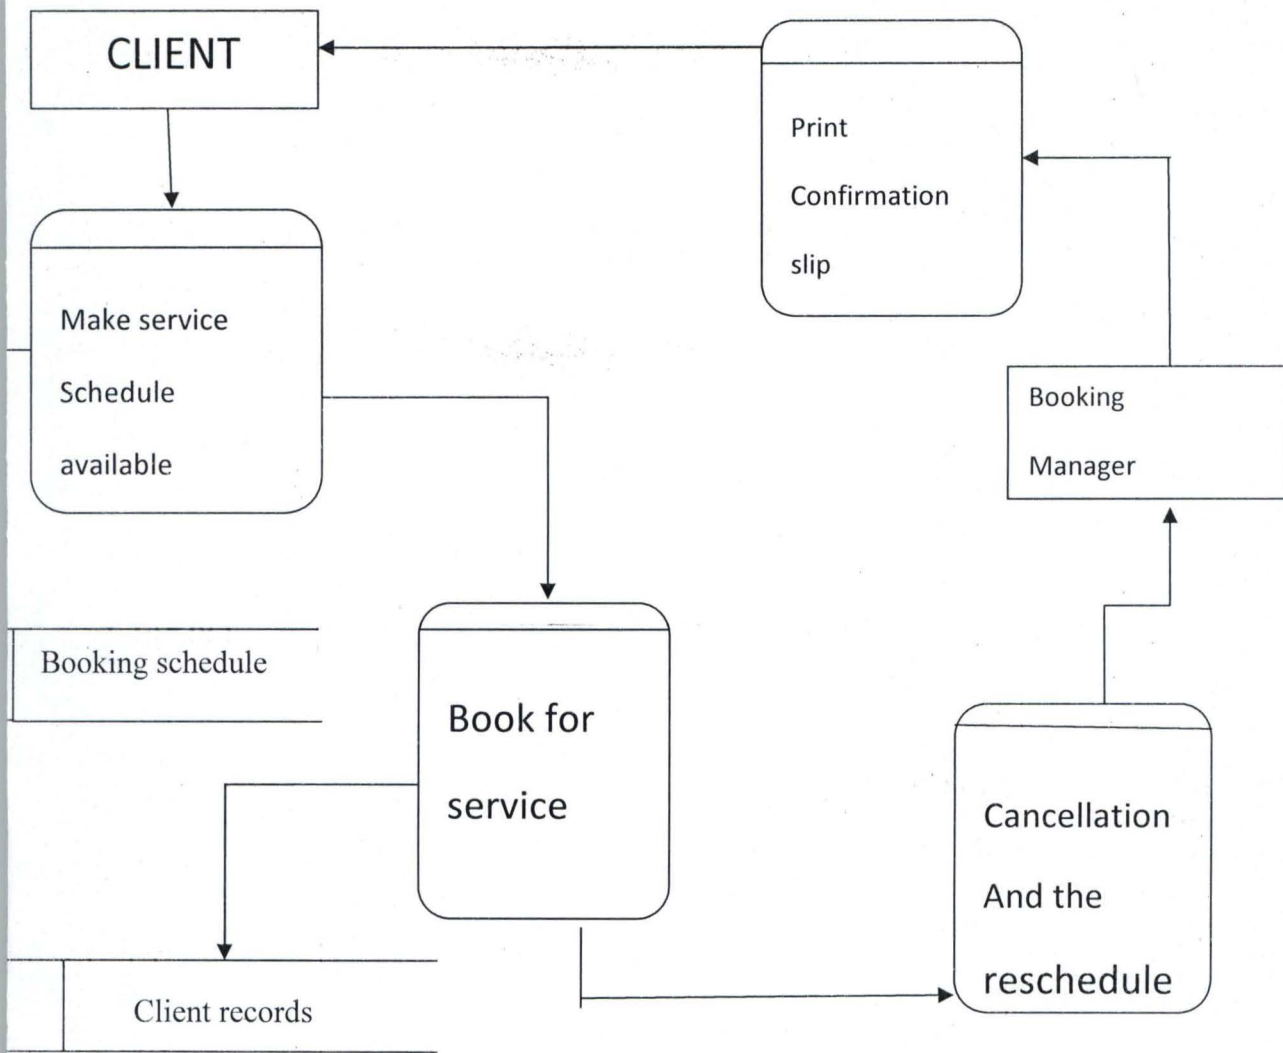 CLIENT
Print
Confirmation
slip
Make service
Schedule
available
Booking
Manager
Booking schedule
Book for
service
Cancellation
And the
reschedule
Client records